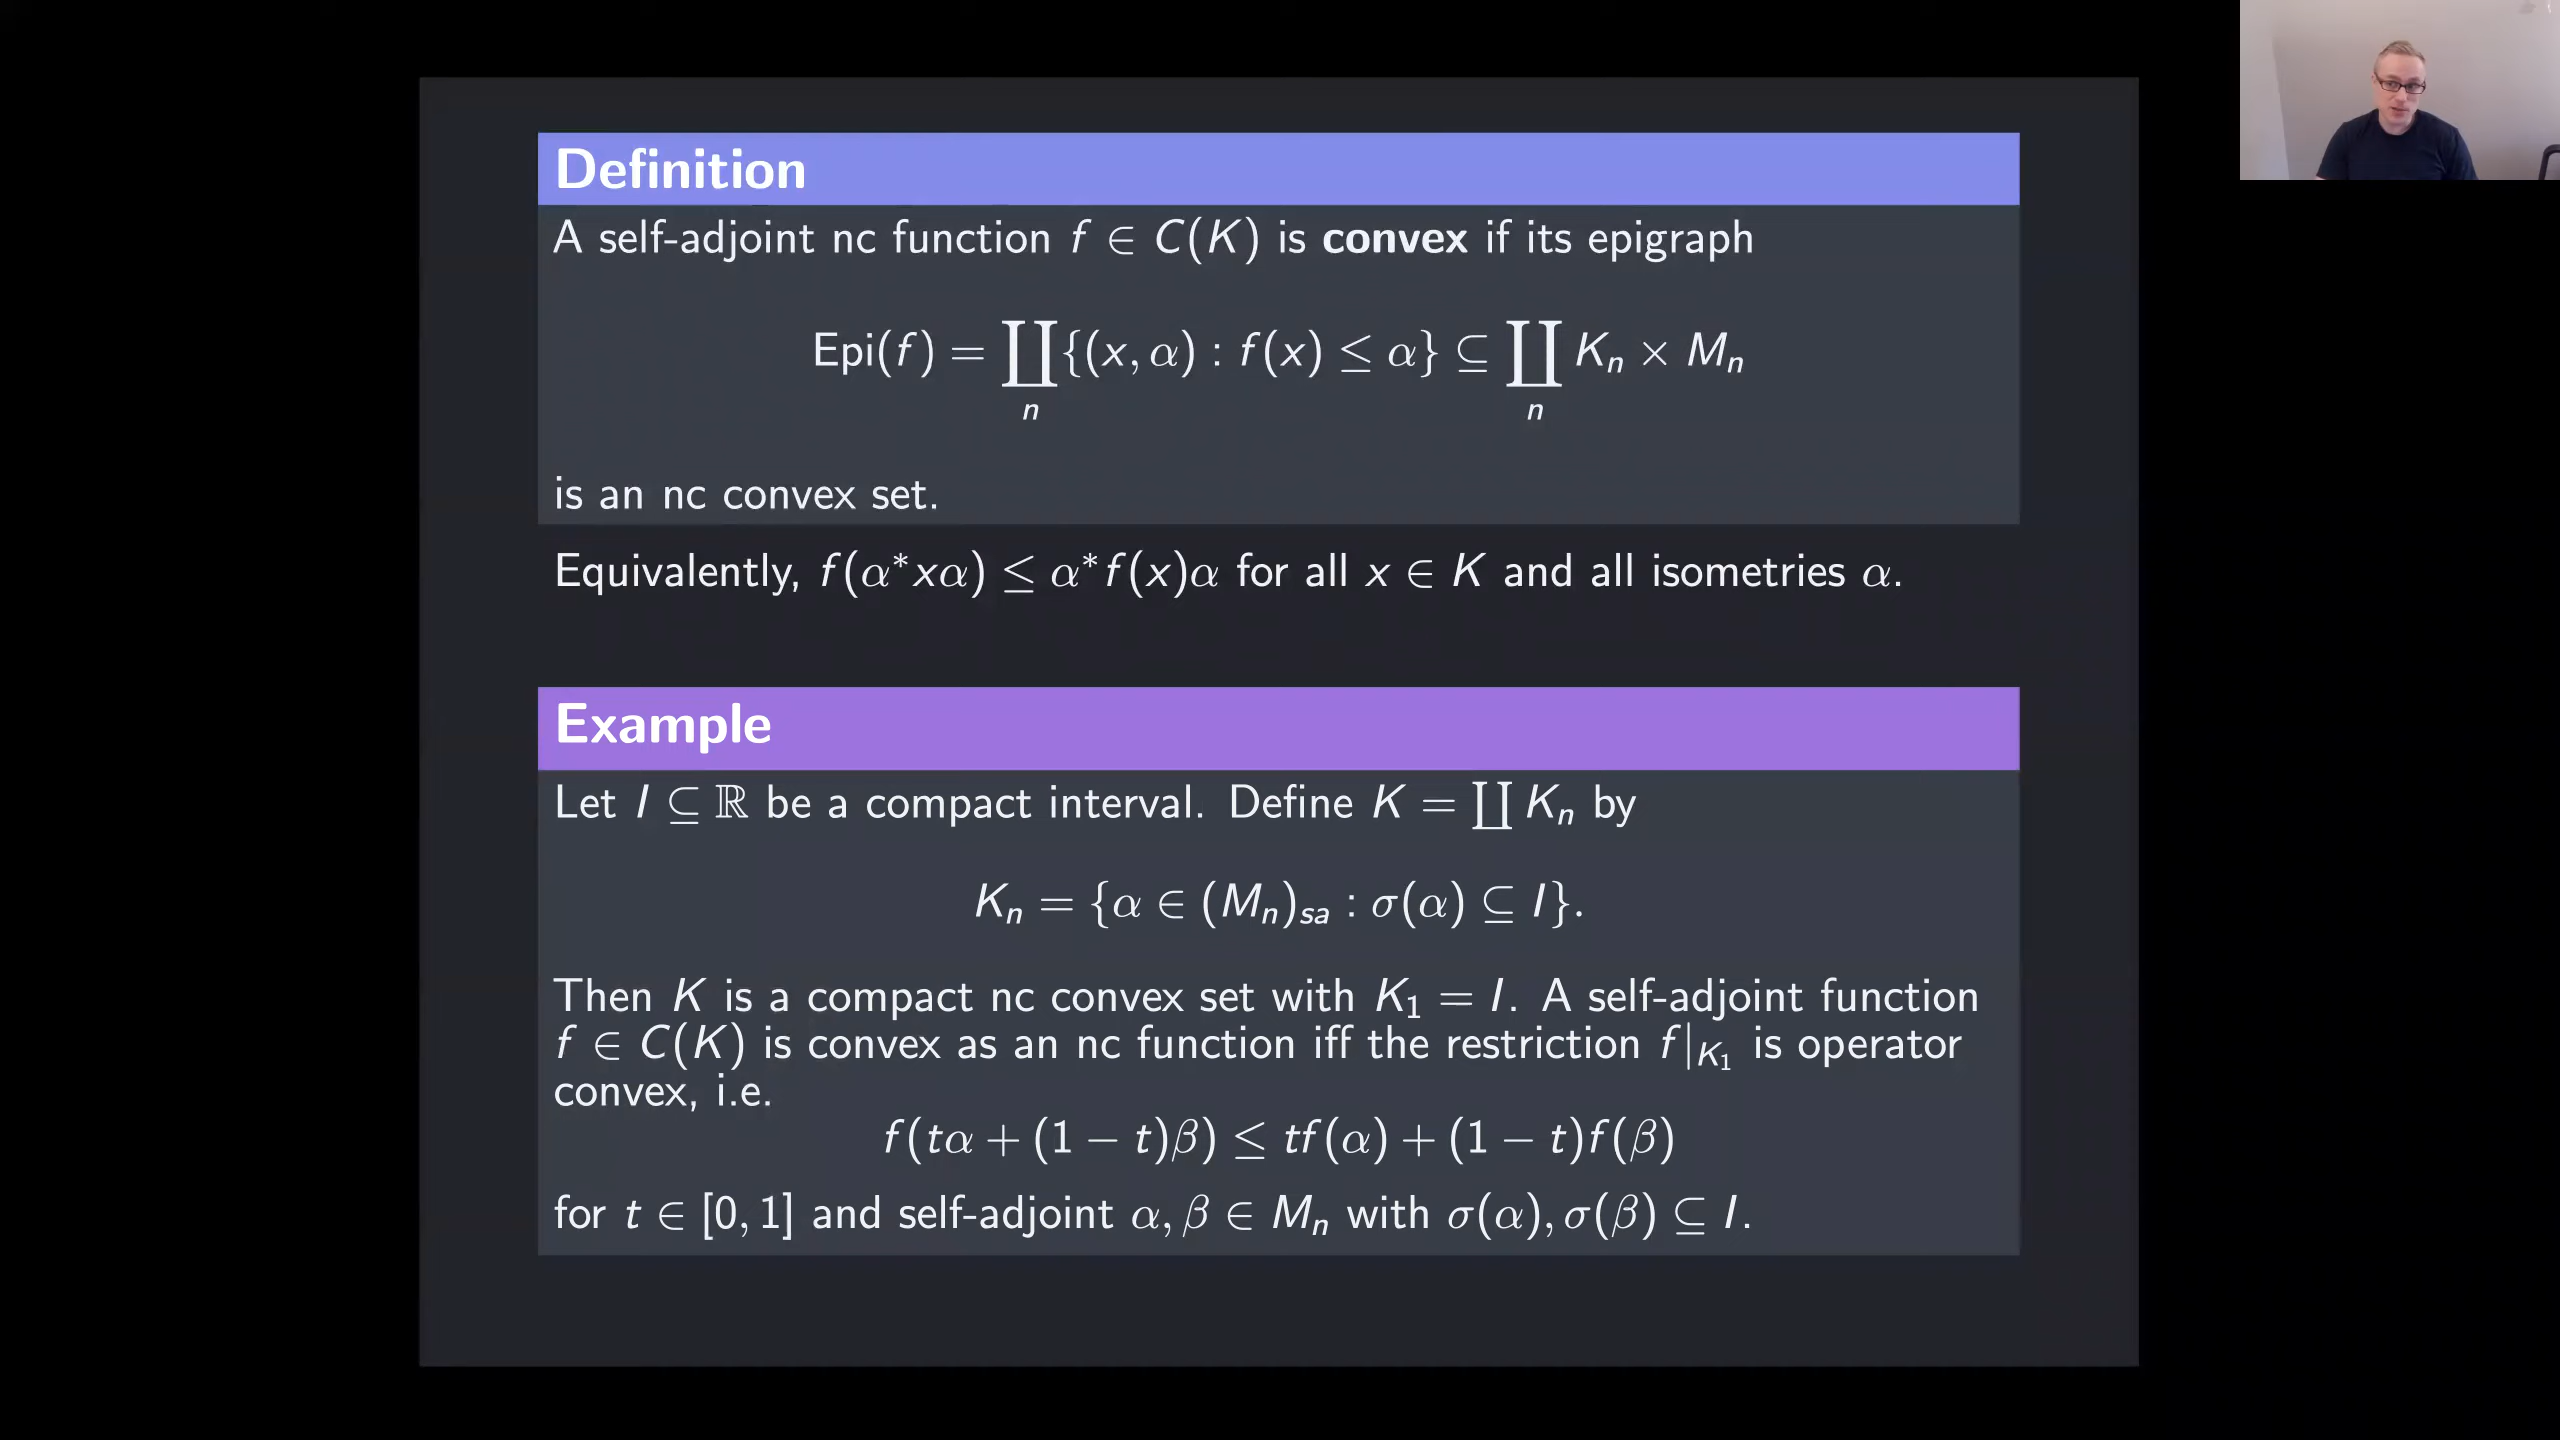 Definition
A self-adjoint nc function f ∈ C(K) is convex if its epigraph
Epi(f) = ∐_n {(x, α) : f(x) ≤ α} ⊆ ∐_n K_n × M_n
is an nc convex set.
Equivalently, f(α*xα) ≤ α*f(x)α for all x ∈ K and all isometries α.
Example
Let I ⊆ ℝ be a compact interval. Define K = ∐ K_n by
K_n = {α ∈ (M_n)_sa : σ(α) ⊆ I}.
Then K is a compact nc convex set with K_1 = I. A self-adjoint function
f ∈ C(K) is convex as an nc function iff the restriction f|_{K_1} is operator
convex, i.e.
f(tα + (1 − t)β) ≤ tf(α) + (1 − t)f(β)
for t ∈ [0, 1] and self-adjoint α, β ∈ M_n with σ(α), σ(β) ⊆ I.